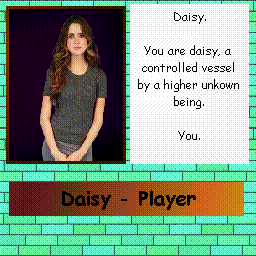 Daisy.
You are daisy, a
controlled vessel
by a higher unkown
being.
You.
Daisy - Player